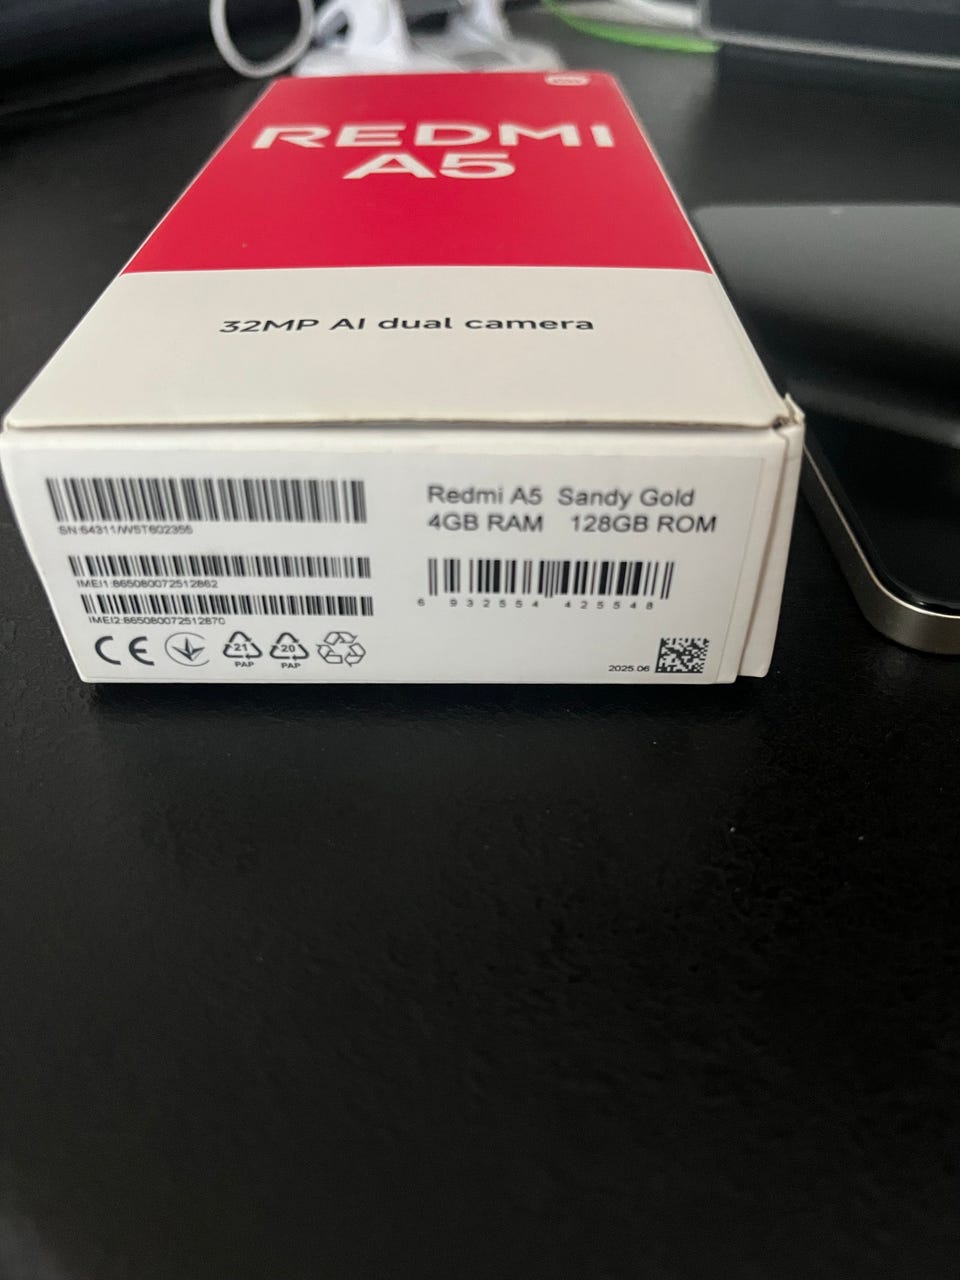 REDMI
A5
32MP AI dual camera
SN:64311/W5T602355
IMEI1:865080072512862
IMEI2:865080072512870
Redmi A5 Sandy Gold
4GB RAM 128GB ROM
6 932554 425548
CE
21
PAP
20
PAP
2025.06